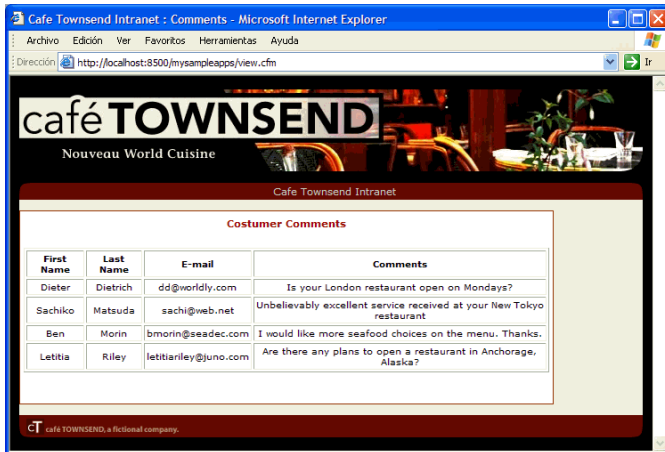 Cafe Townsend Intranet : Comments - Microsoft Internet Explorer
Archivo Edición Ver Favoritos Herramientas Ayuda
Dirección http://localhost:8500/mysampleapps/view.cfm Ir
café TOWNSEND
Nouveau World Cuisine
Cafe Townsend Intranet
Costumer Comments
First Name Last Name E-mail Comments
Dieter Dietrich dd@worldly.com Is your London restaurant open on Mondays?
Sachiko Matsuda sachi@web.net Unbelievably excellent service received at your New Tokyo restaurant
Ben Morin bmorin@seadec.com I would like more seafood choices on the menu. Thanks.
Letitia Riley letitiariley@juno.com Are there any plans to open a restaurant in Anchorage, Alaska?
cT café TOWNSEND, a fictional company.